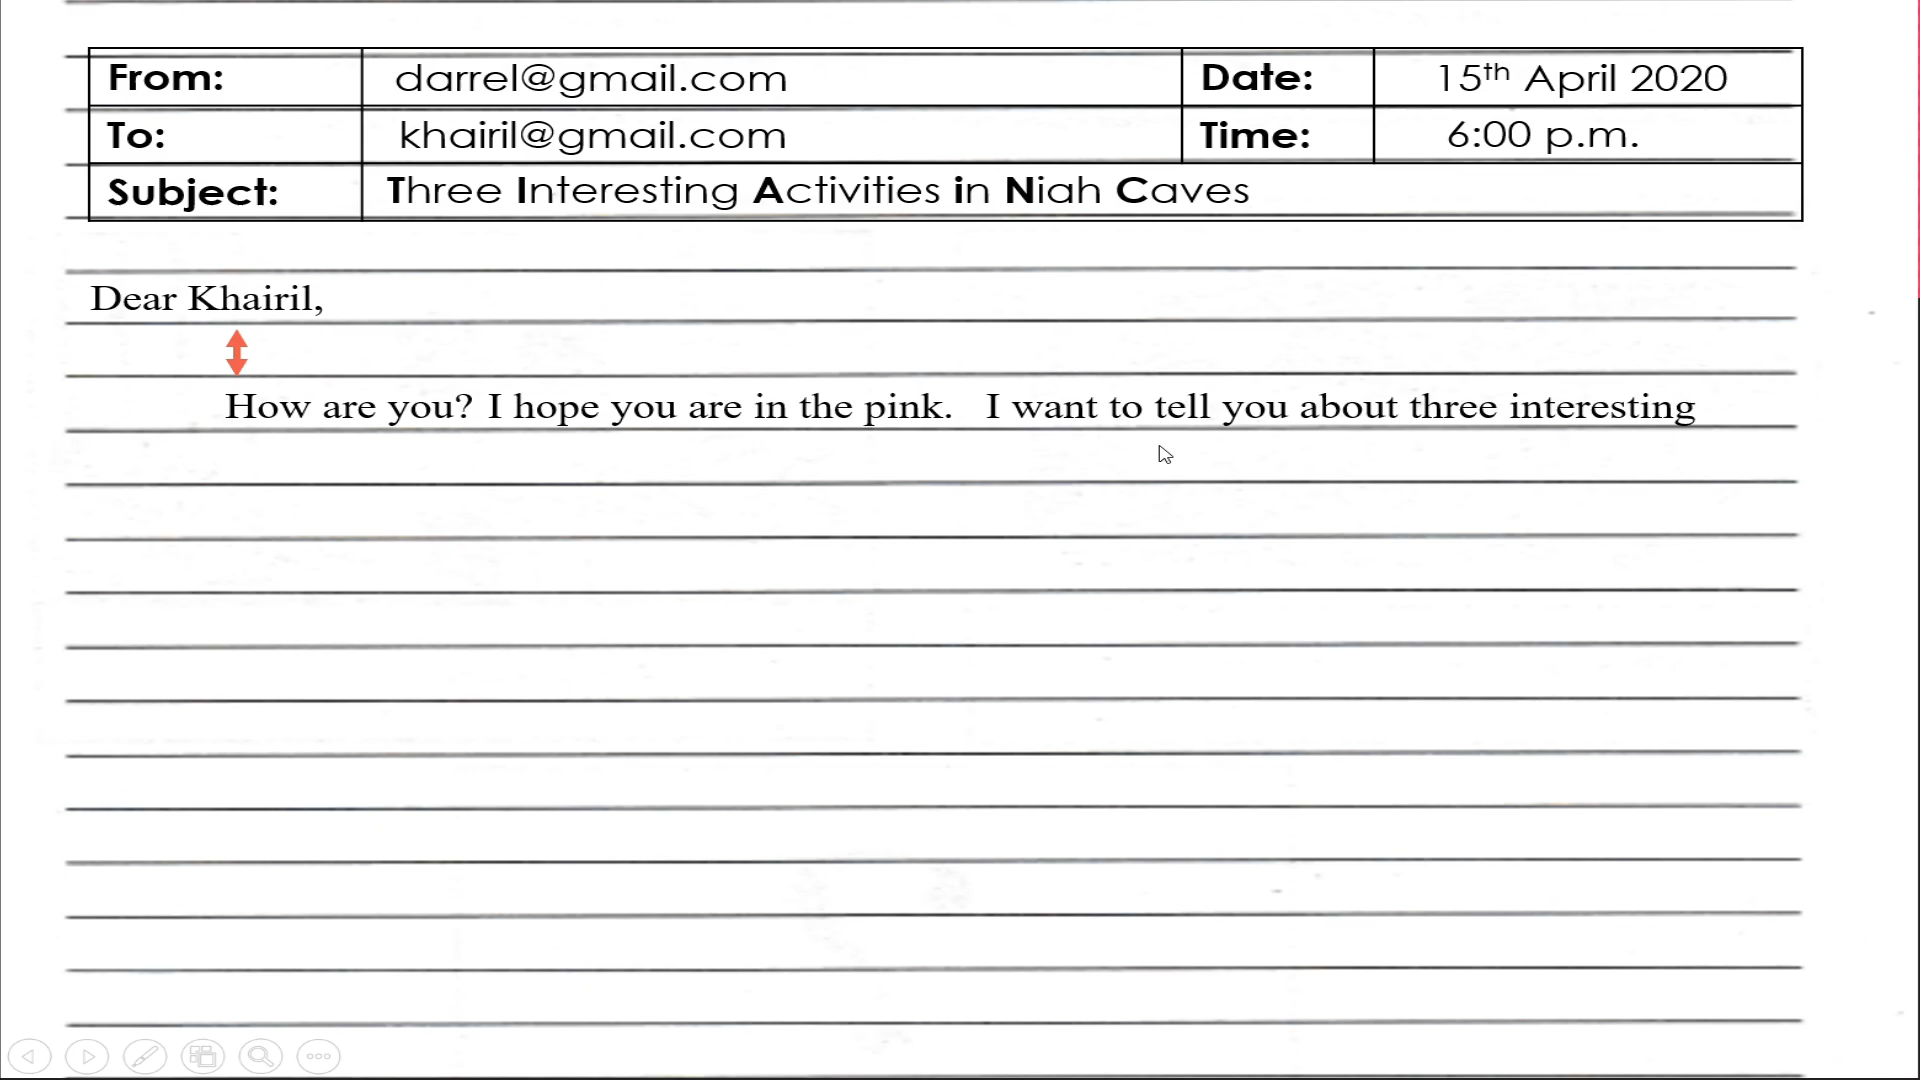 From: darrel@gmail.com Date: 15th April 2020
To: khairil@gmail.com Time: 6:00 p.m.
Subject: Three Interesting Activities in Niah Caves
Dear Khairil,
How are you? I hope you are in the pink. I want to tell you about three interesting